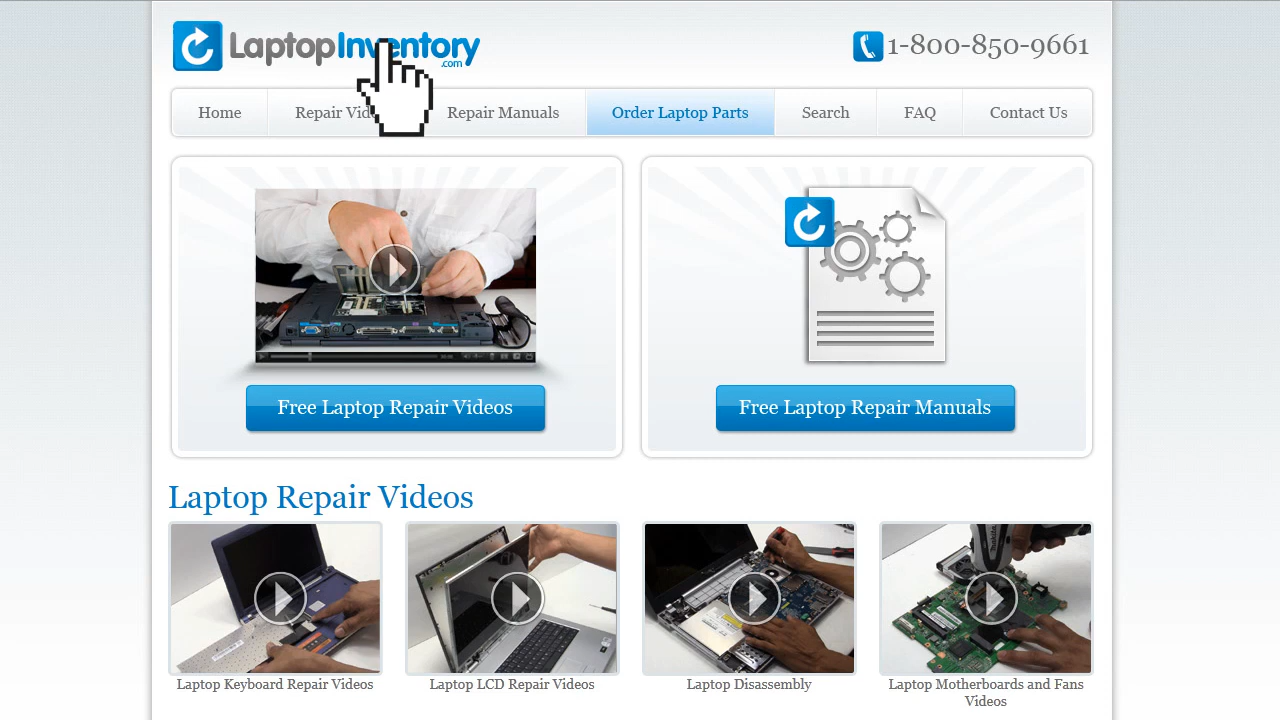 LaptopInventory
.com
1-800-850-9661
Home
Repair Vid
Repair Manuals
Order Laptop Parts
Search
FAQ
Contact Us
Free Laptop Repair Videos
Free Laptop Repair Manuals
Laptop Repair Videos
Laptop Keyboard Repair Videos
Laptop LCD Repair Videos
Laptop Disassembly
Laptop Motherboards and Fans
Videos